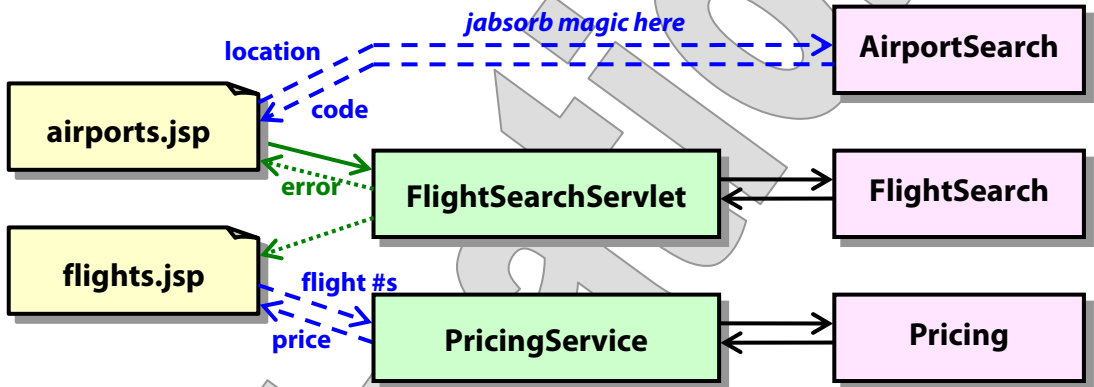 jabsorb magic here
location
AirportSearch
code
airports.jsp
error
FlightSearchServlet
FlightSearch
flights.jsp
flight #s
price
PricingService
Pricing